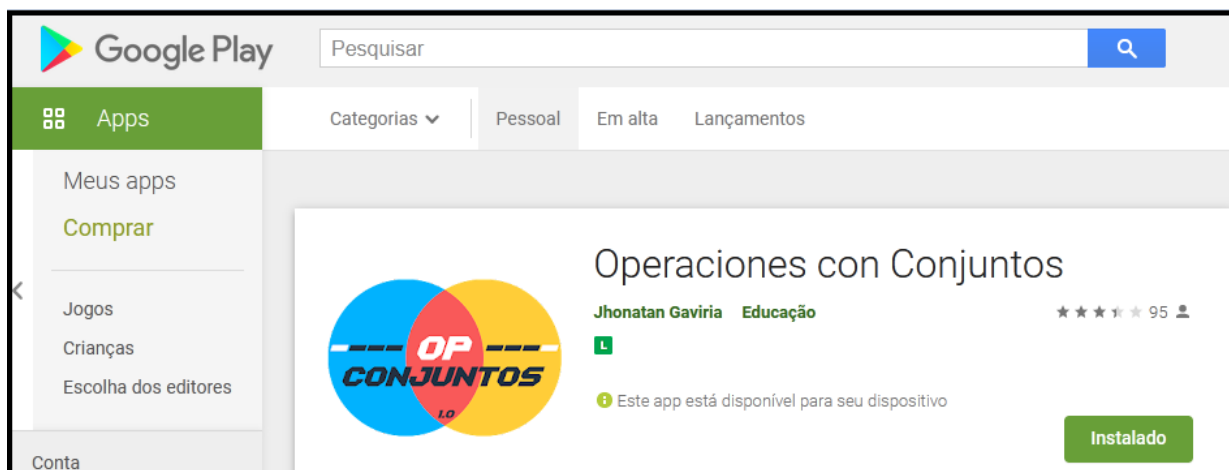 Google Play
Pesquisar
Apps
Categorias
Pessoal
Em alta
Lançamentos
Meus apps
Comprar
Jogos
Crianças
Escolha dos editores
Conta
OP
CONJUNTOS
1.0
Operaciones con Conjuntos
Jhonatan Gaviria Educação
95
L
Este app está disponível para seu dispositivo
Instalado